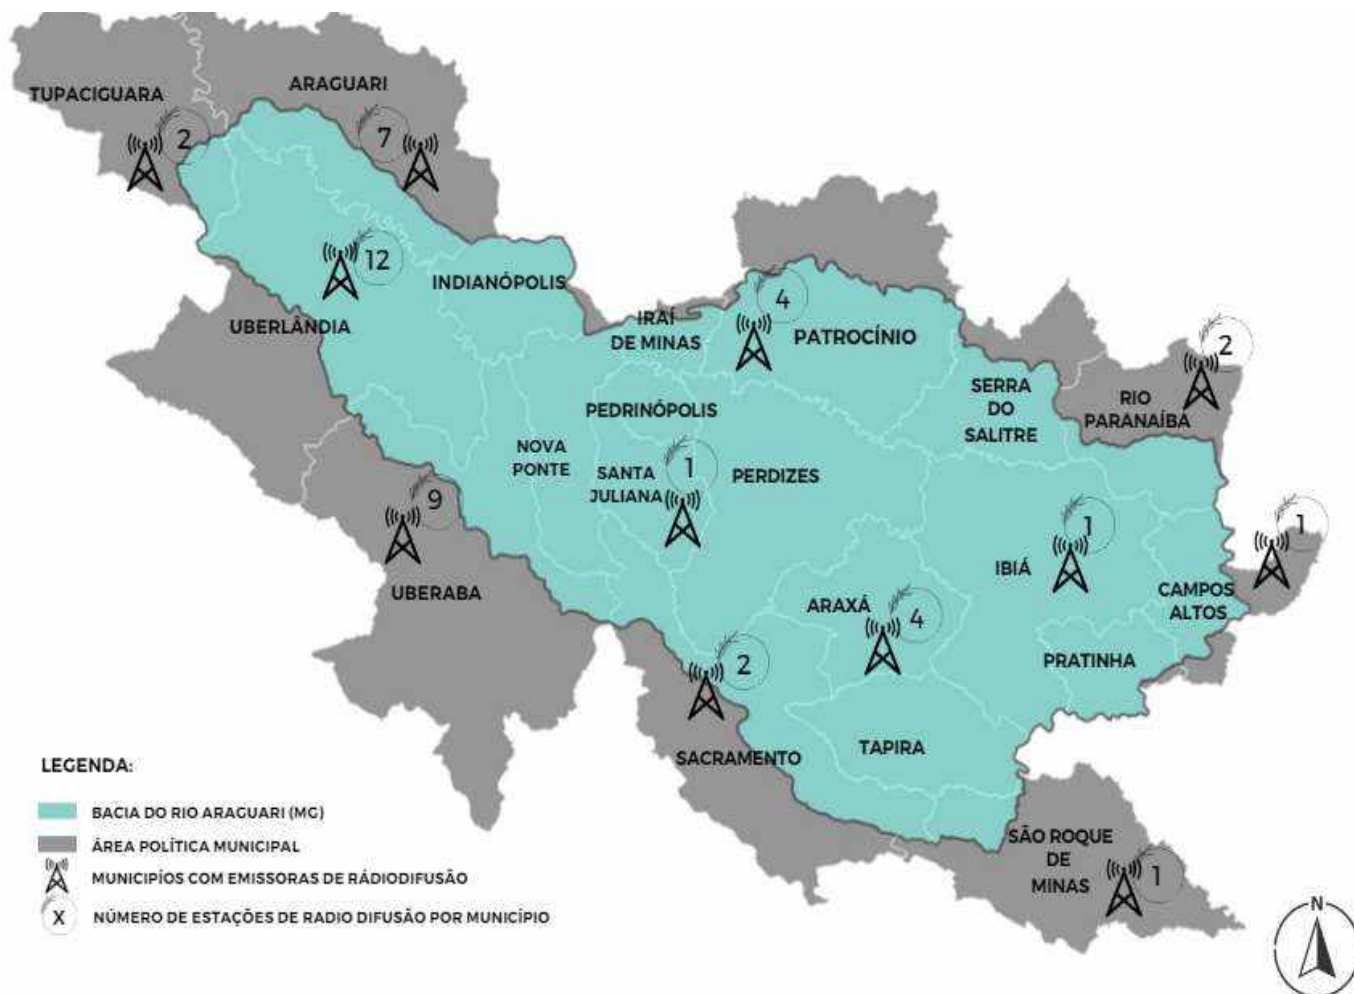 ARAGUARI
TUPACIGUARA
2
7
12
INDIANÓPOLIS
UBERLÂNDIA
4
IRAÍ
DE MINAS
PATROCÍNIO
2
RIO
PARANAÍBA
SERRA
DO
SALITRE
PEDRINÓPOLIS
NOVA
PONTE
SANTA
JULIANA
1
PERDIZES
9
UBERABA
1
IBIÁ
1
CAMPOS
ALTOS
ARAXÁ
4
PRATINHA
2
SACRAMENTO
TAPIRA
SÃO ROQUE
DE
MINAS
1
LEGENDA:
BACIA DO RIO ARAGUARI (MG)
ÁREA POLÍTICA MUNICIPAL
MUNICIPÍOS COM EMISSORAS DE RÁDIODIFUSÃO
X NÚMERO DE ESTAÇÕES DE RADIO DIFUSÃO POR MUNICÍPIO
N